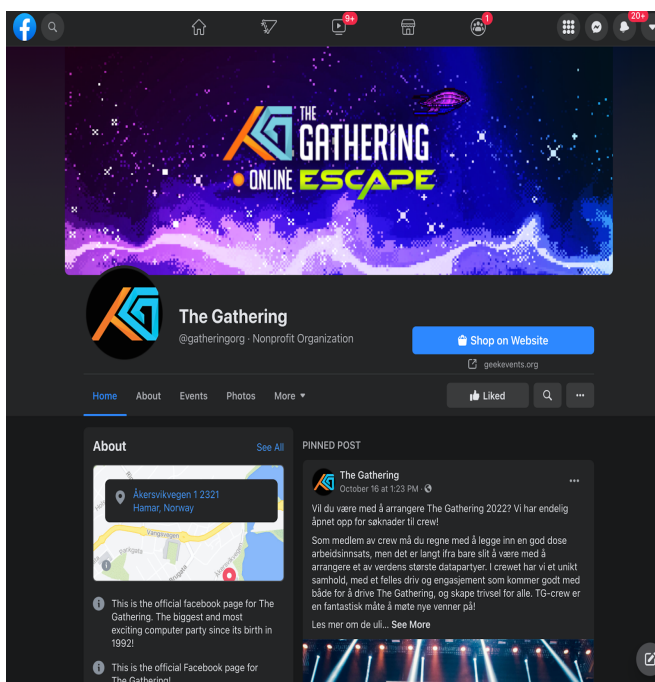 9+
1
20+
THE
GATHERING
ONLINE ESCAPE
The Gathering
@gatheringorg · Nonprofit Organization
Shop on Website
geekevents.org
Home About Events Photos More
Liked
About
See All
Åkersvikvegen 1 2321
Hamar, Norway
Vangsvegen
Parkgata
This is the official facebook page for The
Gathering. The biggest and most
exciting computer party since its birth in
1992!
This is the official Facebook page for
The Gathering!
PINNED POST
The Gathering
October 16 at 1:23 PM ·
Vil du være med å arrangere The Gathering 2022? Vi har endelig
åpnet opp for søknader til crew!
Som medlem av crew må du regne med å legge inn en god dose
arbeidsinnsats, men det er langt ifra bare slit å være med å
arrangere et av verdens største datapartyer. I crewet har vi et unikt
samhold, med et felles driv og engasjement som kommer godt med
både for å drive The Gathering, og skape trivsel for alle. TG-crew er
en fantastisk måte å møte nye venner på!
Les mer om de uli... See More